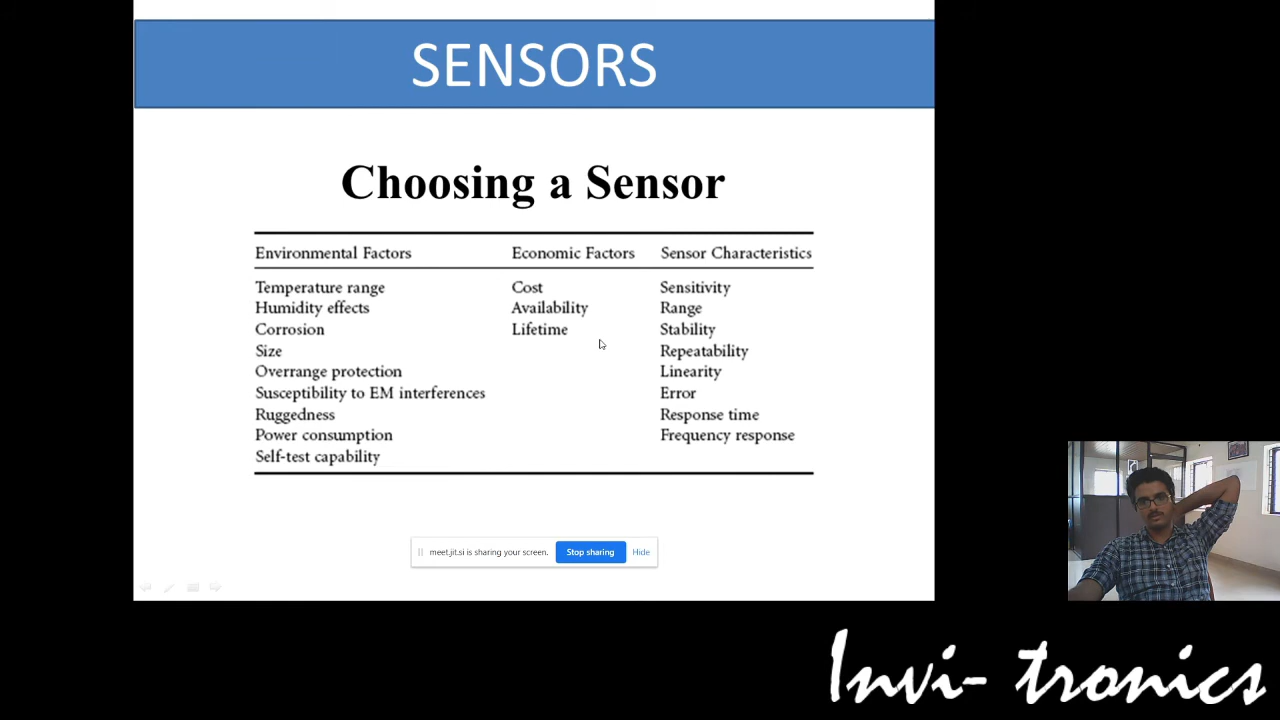 SENSORS
Choosing a Sensor
Environmental Factors Economic Factors Sensor Characteristics
Temperature range Cost Sensitivity
Humidity effects Availability Range
Corrosion Lifetime Stability
Size Repeatability
Overrange protection Linearity
Susceptibility to EM interferences Error
Ruggedness Response time
Power consumption Frequency response
Self-test capability
meet.jit.si is sharing your screen. Stop sharing Hide
Invi- tronics